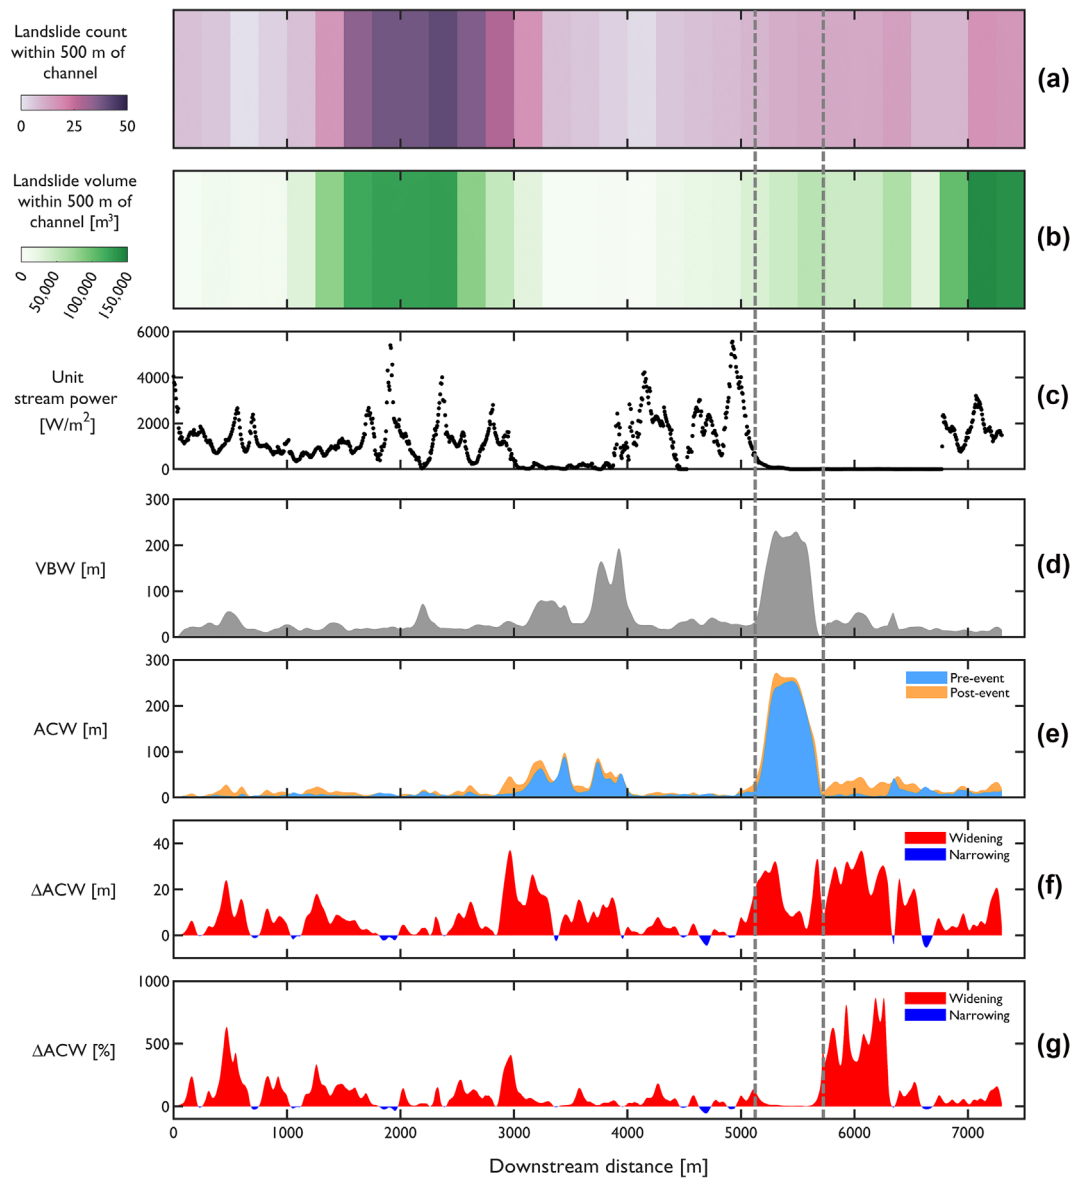 Landslide count
within 500 m of
channel
0 25 50
(a)
Landslide volume
within 500 m of
channel [m³]
0 50,000 100,000 150,000
(b)
Unit
stream power
[W/m²]
6000
4000
2000
0
(c)
VBW [m]
300
200
100
0
(d)
ACW [m]
300
200
100
0
Pre-event
Post-event
(e)
ΔACW [m]
40
20
0
Widening
Narrowing
(f)
ΔACW [%]
1000
500
0
Widening
Narrowing
(g)
0 1000 2000 3000 4000 5000 6000 7000
Downstream distance [m]